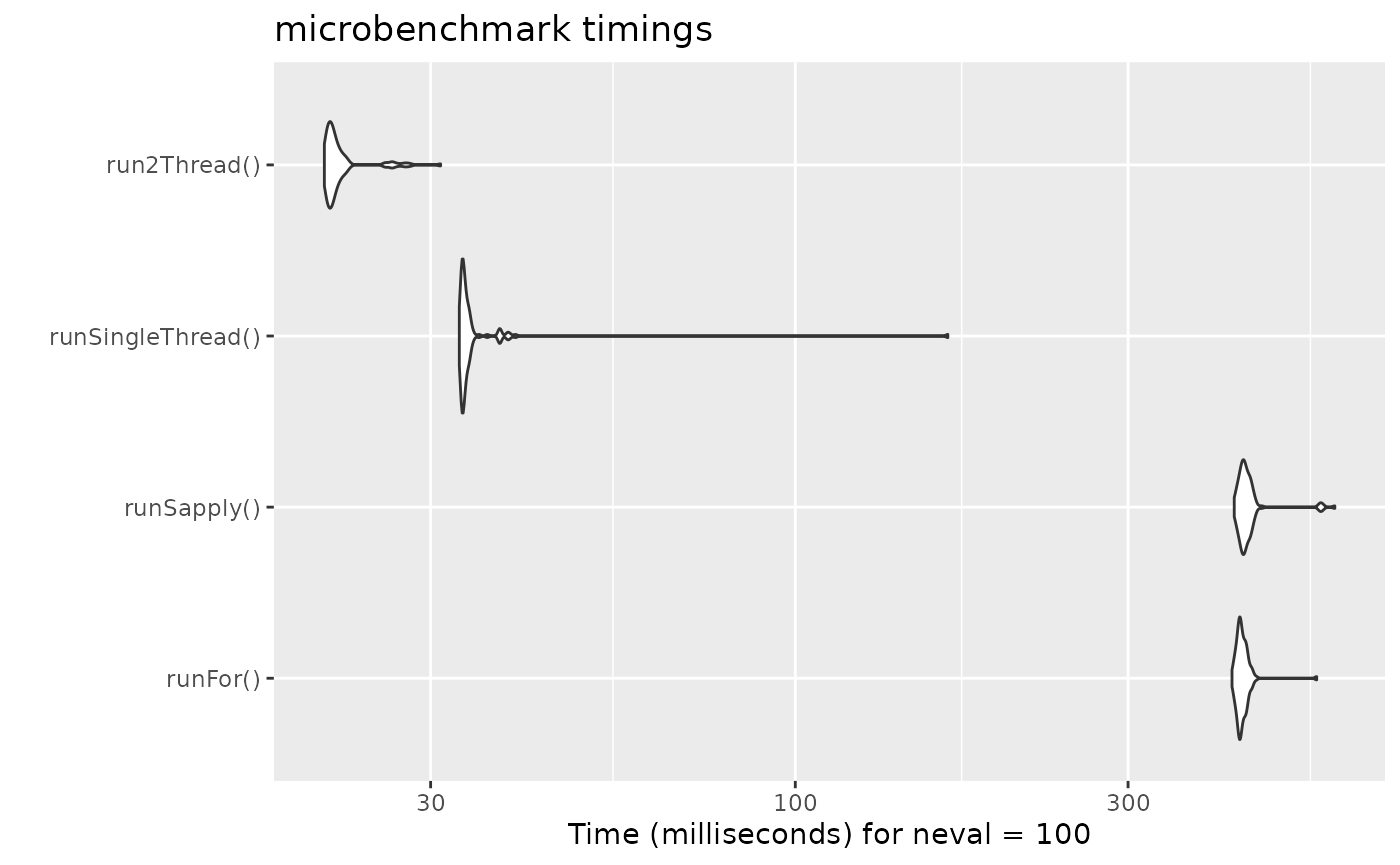 microbenchmark timings
run2Thread()
runSingleThread()
runSapply()
runFor()
30
100
300
Time (milliseconds) for neval = 100